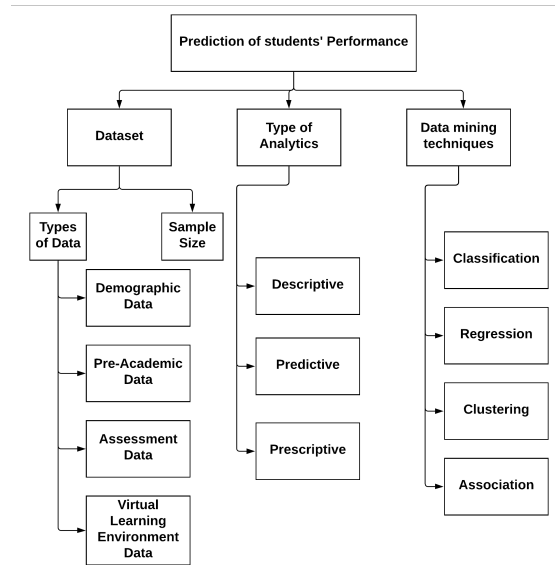 Prediction of students' Performance
Dataset
Type of
Analytics
Data mining
techniques
Types
of Data
Sample
Size
Demographic
Data
Pre-Academic
Data
Assessment
Data
Virtual
Learning
Environment
Data
Descriptive
Predictive
Prescriptive
Classification
Regression
Clustering
Association